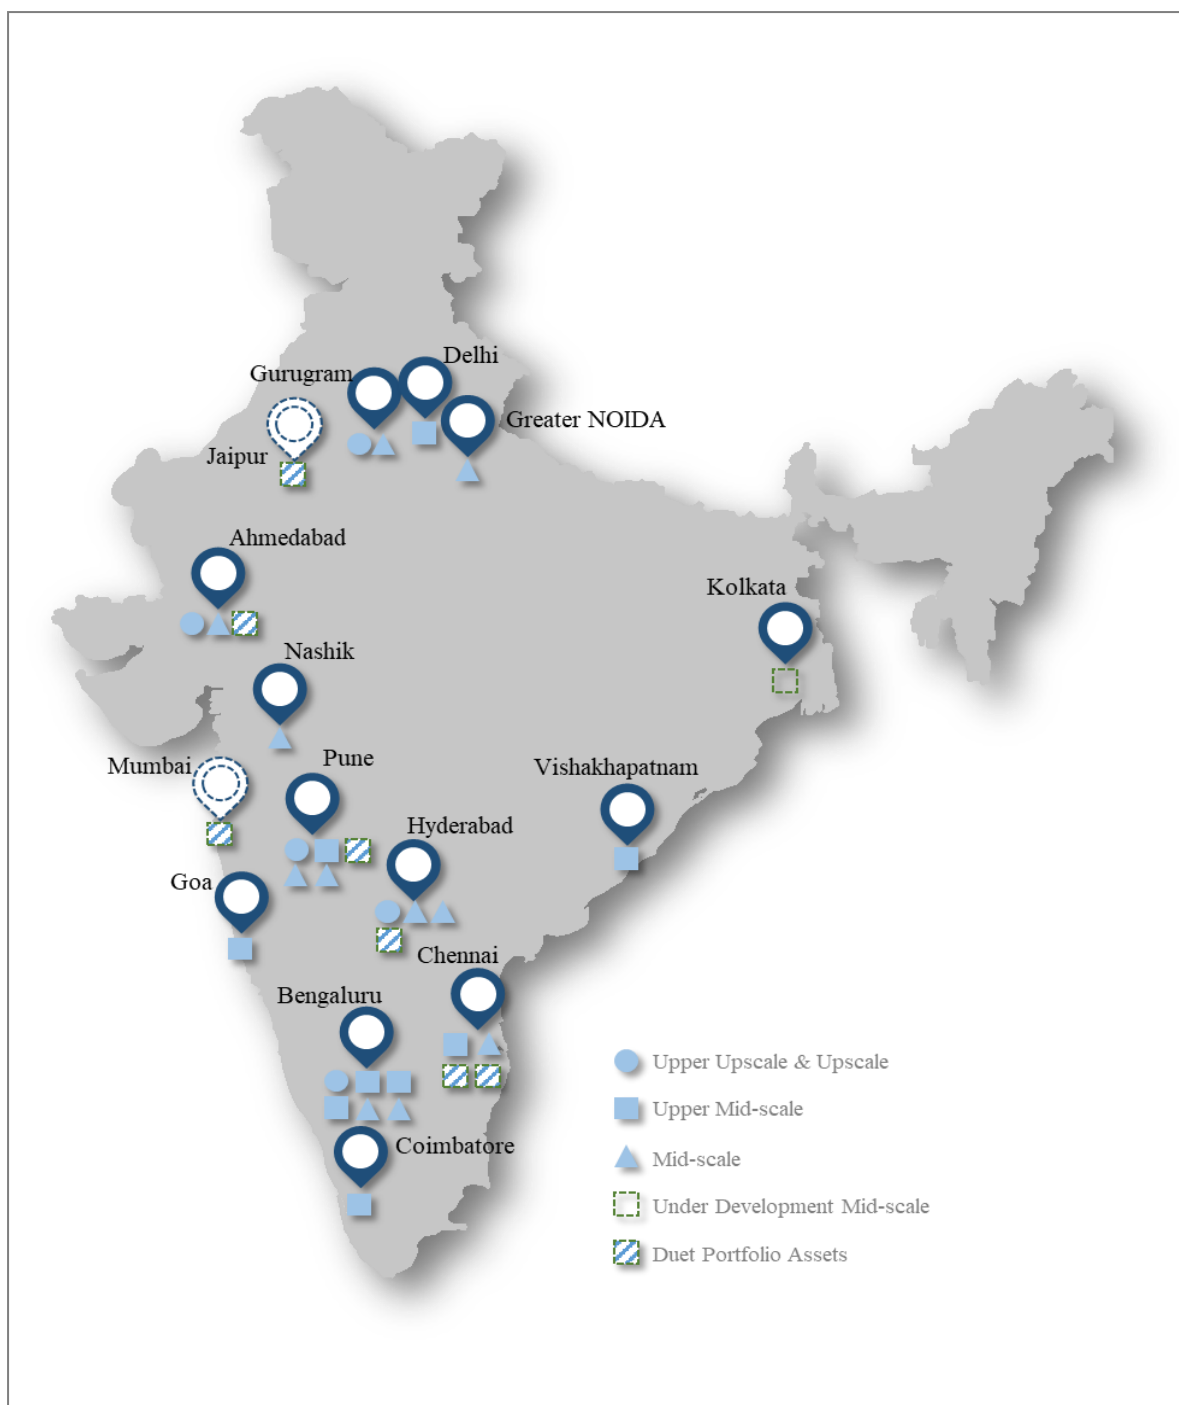 Delhi
Gurugram
Greater NOIDA
Jaipur
Ahmedabad
Kolkata
Nashik
Pune
Mumbai
Vishakhapatnam
Hyderabad
Goa
Chennai
Bengaluru
Coimbatore
Upper Upscale & Upscale
Upper Mid-scale
Mid-scale
Under Development Mid-scale
Duet Portfolio Assets